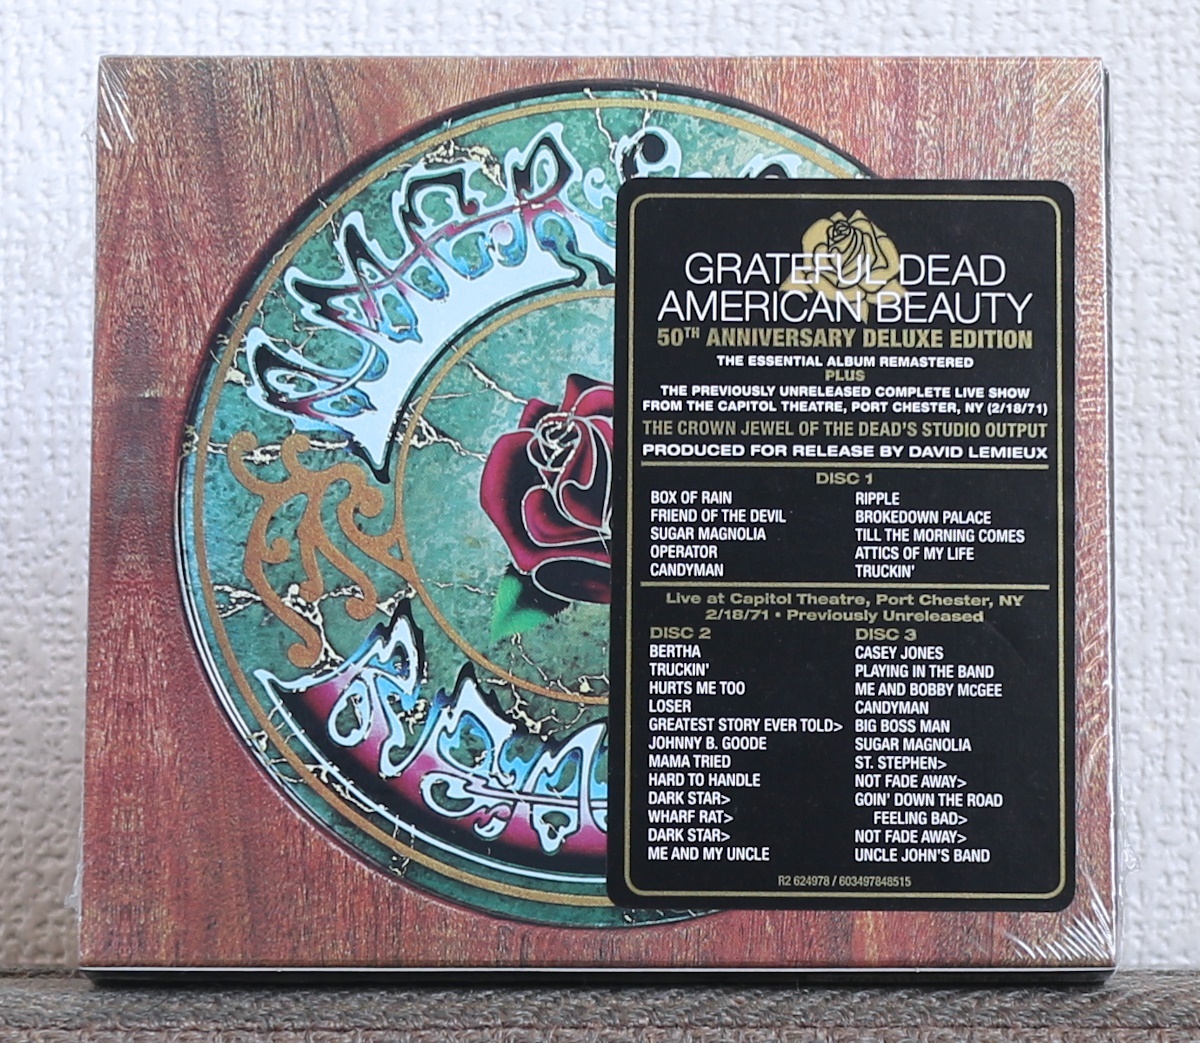 AMERICAN
BEAUTY
GRATEFUL DEAD
AMERICAN BEAUTY
50TH ANNIVERSARY DELUXE EDITION
THE ESSENTIAL ALBUM REMASTERED
PLUS
THE PREVIOUSLY UNRELEASED COMPLETE LIVE SHOW
FROM THE CAPITOL THEATRE, PORT CHESTER, NY (2/18/71)
THE CROWN JEWEL OF THE DEAD'S STUDIO OUTPUT
PRODUCED FOR RELEASE BY DAVID LEMIEUX
DISC 1
BOX OF RAIN
FRIEND OF THE DEVIL
SUGAR MAGNOLIA
OPERATOR
CANDYMAN
RIPPLE
BROKEDOWN PALACE
TILL THE MORNING COMES
ATTICS OF MY LIFE
TRUCKIN'
Live at Capitol Theatre, Port Chester, NY
2/18/71 • Previously Unreleased
DISC 2
BERTHA
TRUCKIN'
HURTS ME TOO
LOSER
GREATEST STORY EVER TOLD>
JOHNNY B. GOODE
MAMA TRIED
HARD TO HANDLE
DARK STAR>
WHARF RAT>
DARK STAR>
ME AND MY UNCLE
DISC 3
CASEY JONES
PLAYING IN THE BAND
ME AND BOBBY MCGEE
CANDYMAN
BIG BOSS MAN
SUGAR MAGNOLIA
ST. STEPHEN>
NOT FADE AWAY>
GOIN' DOWN THE ROAD
FEELING BAD>
NOT FADE AWAY>
UNCLE JOHN'S BAND
R2 624978 / 603497848515